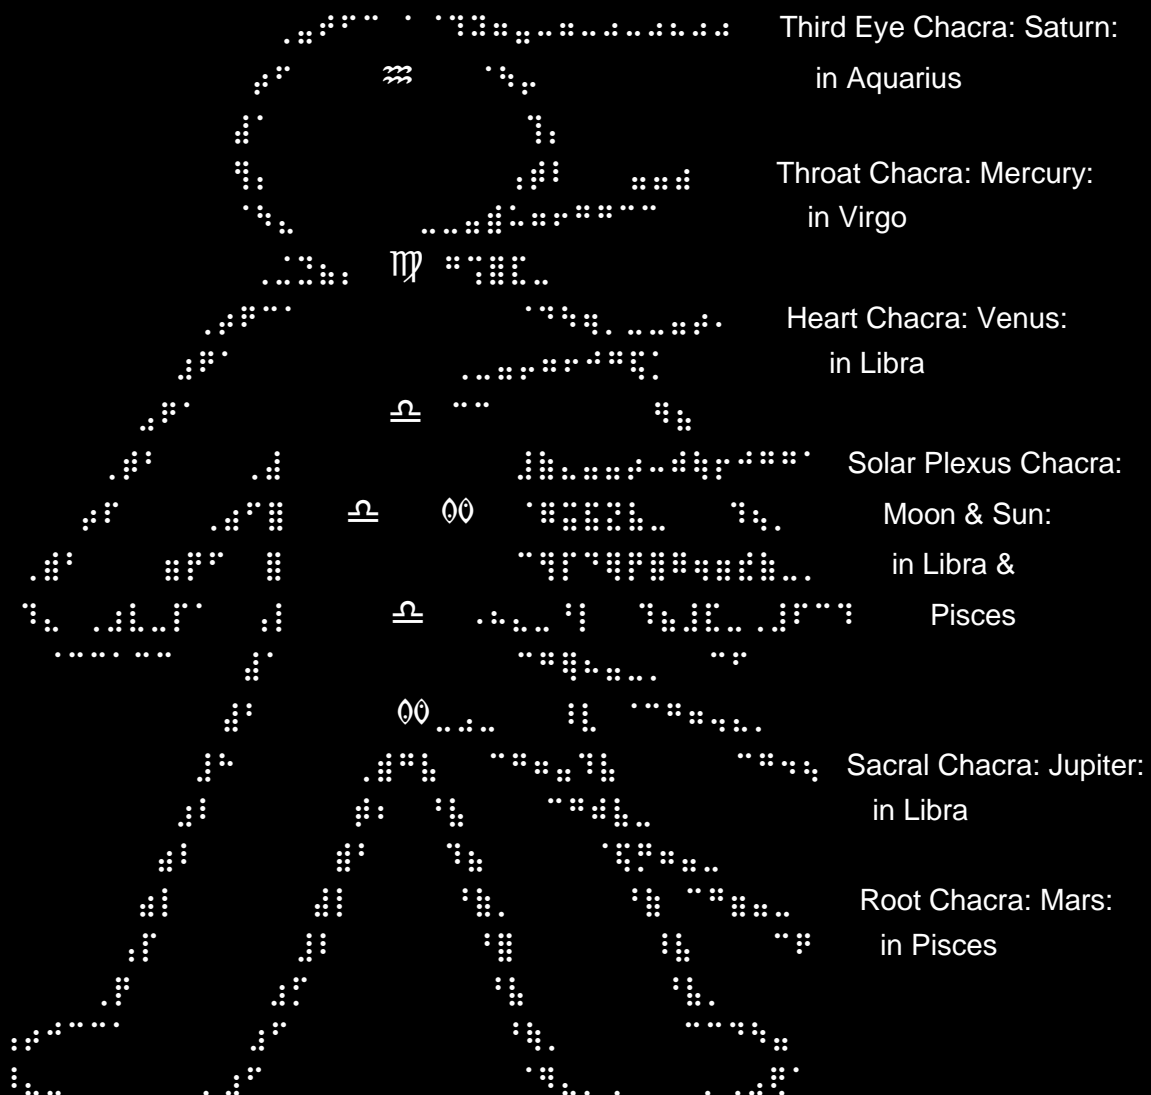 Third Eye Chacra: Saturn:
in Aquarius
♒
Throat Chacra: Mercury:
in Virgo
♍
Heart Chacra: Venus:
in Libra
♎
Solar Plexus Chacra:
♎ Moon & Sun:
in Libra &
♎ Pisces
Sacral Chacra: Jupiter:
in Libra
Root Chacra: Mars:
in Pisces